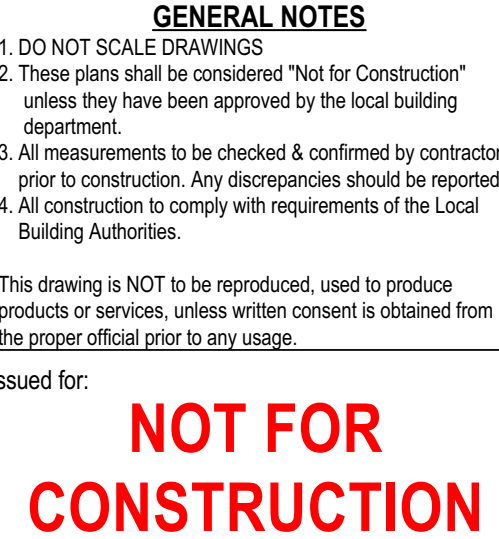 GENERAL NOTES
1. DO NOT SCALE DRAWINGS
2. These plans shall be considered "Not for Construction"
unless they have been approved by the local building
department.
3. All measurements to be checked & confirmed by contractor
prior to construction. Any discrepancies should be reported
4. All construction to comply with requirements of the Local
Building Authorities.
This drawing is NOT to be reproduced, used to produce
products or services, unless written consent is obtained from
the proper official prior to any usage.
ssued for:
NOT FOR
CONSTRUCTION